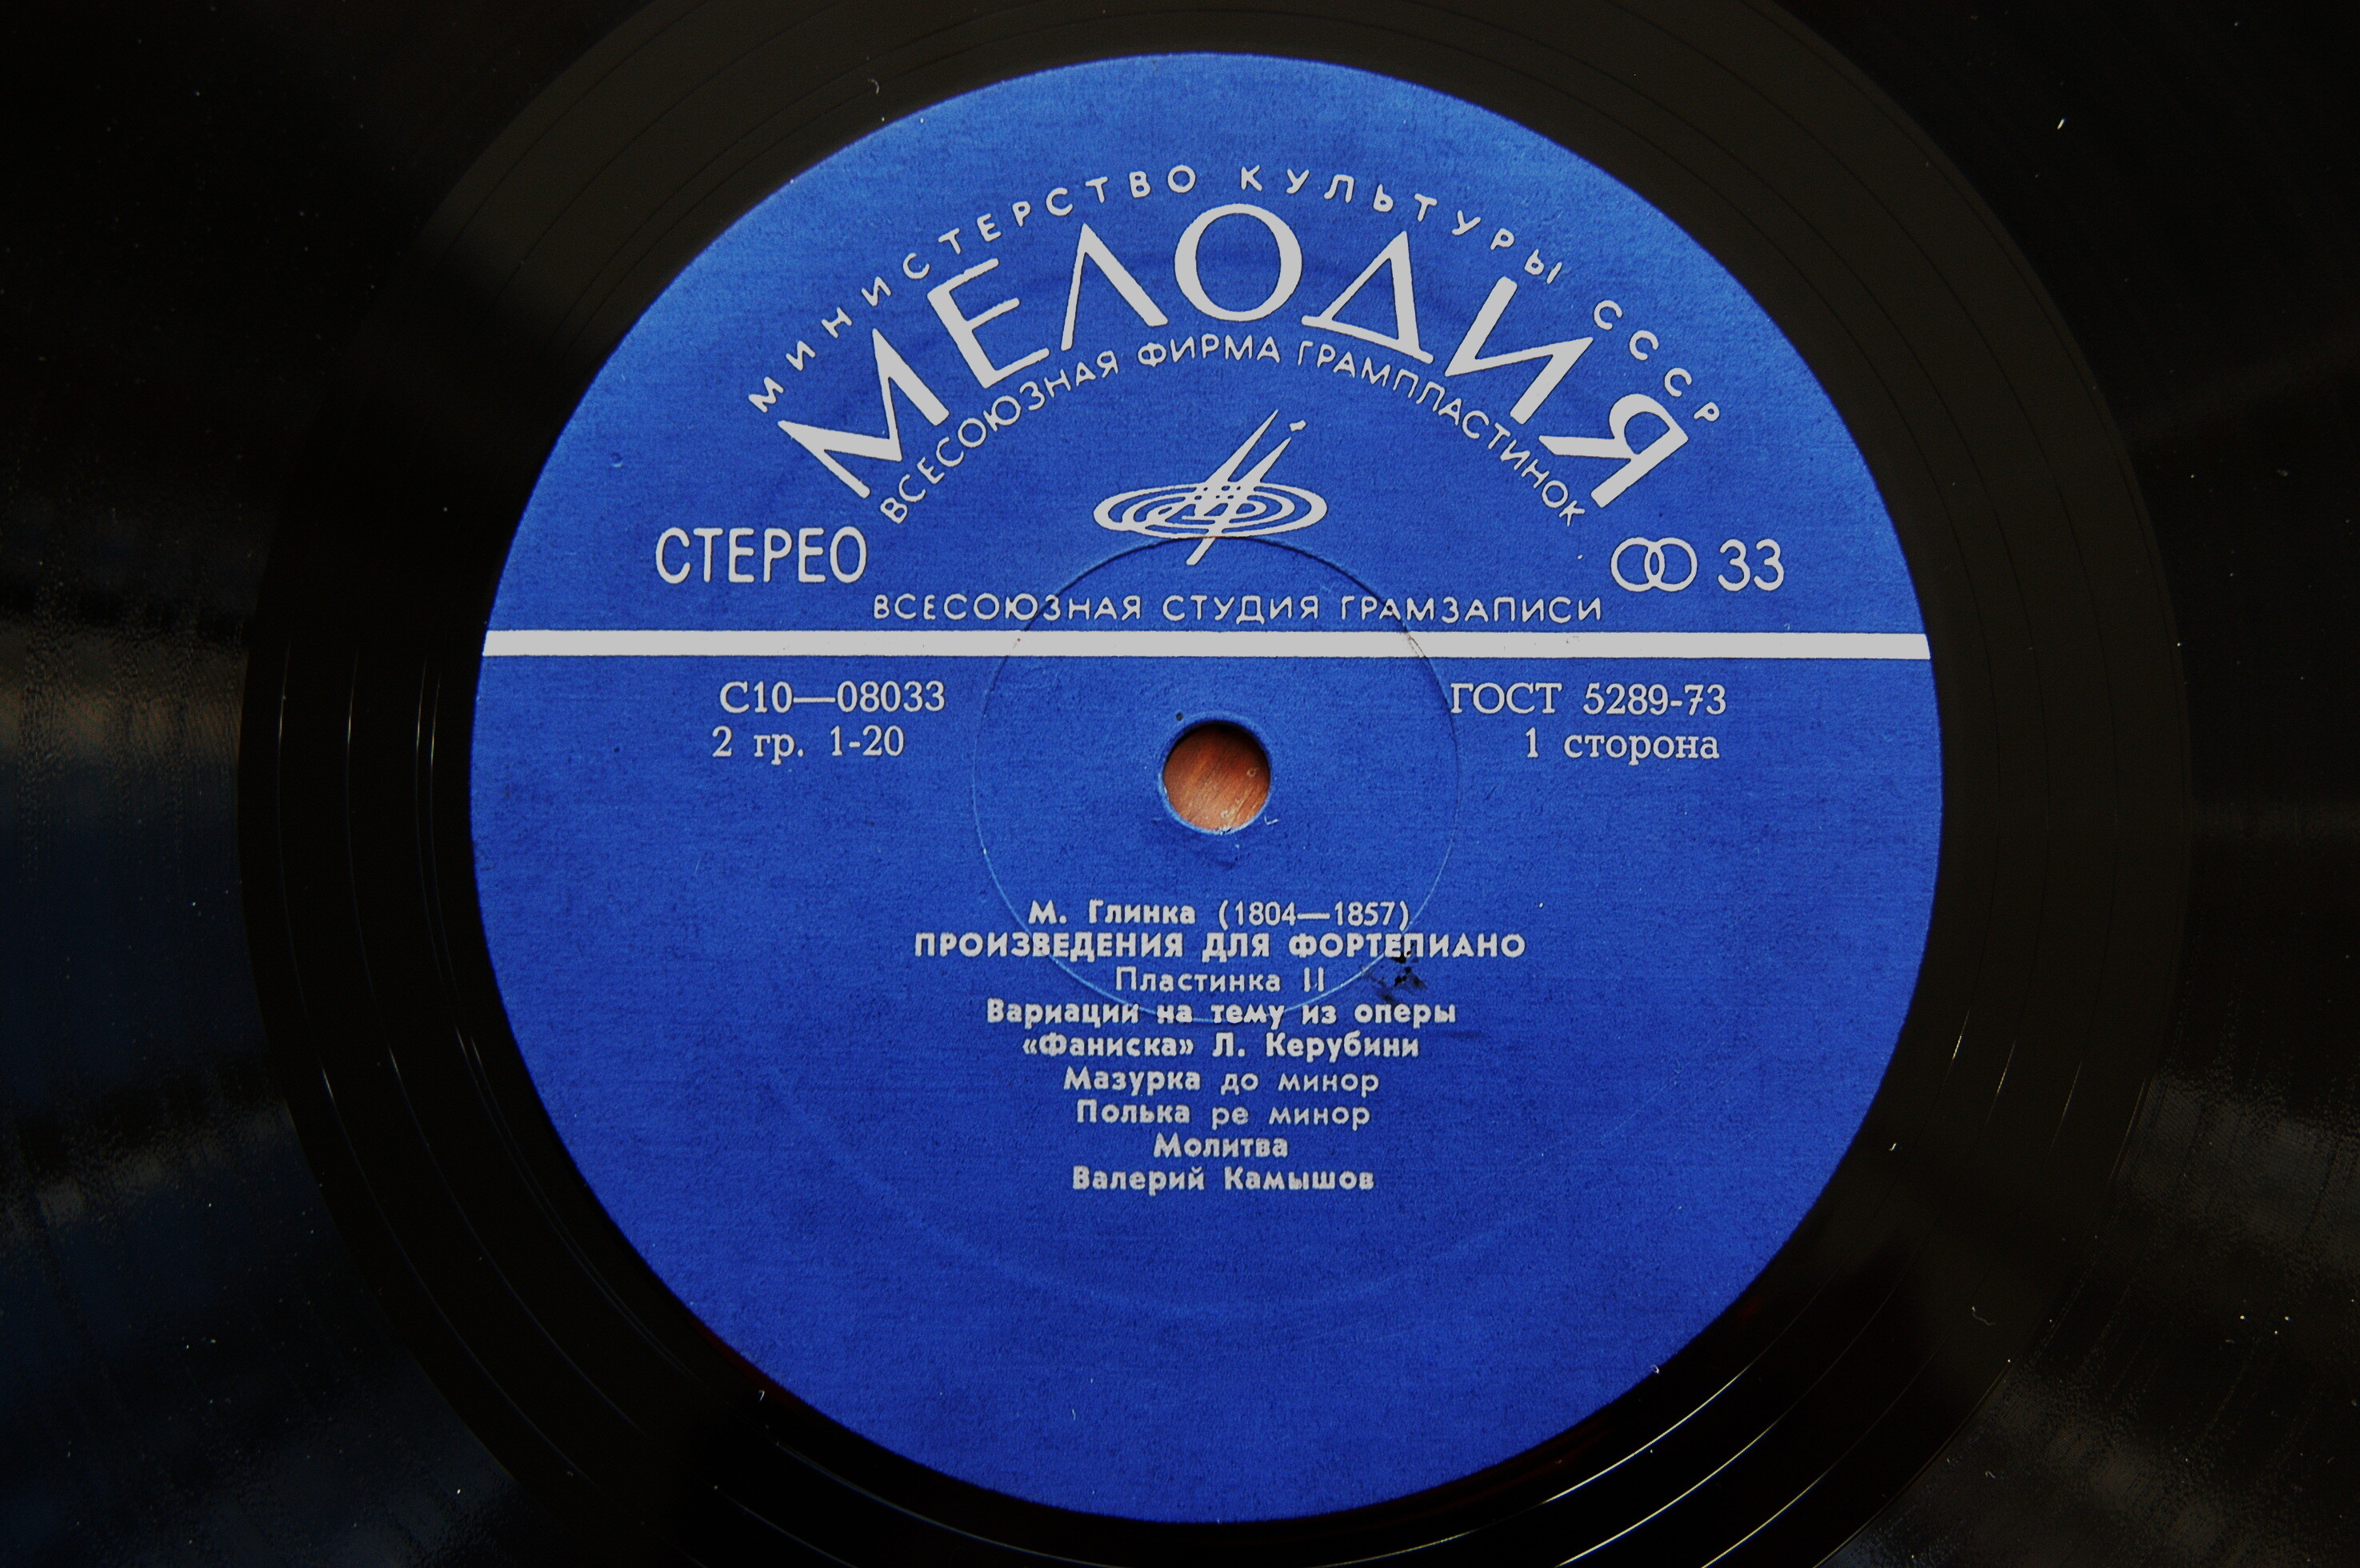 МИНИСТЕРСТВО КУЛЬТУРЫ СССР
МЕЛОДИЯ
ВСЕСОЮЗНАЯ ФИРМА ГРАМПЛАСТИНОК
СТЕРЕО 33
ВСЕСОЮЗНАЯ СТУДИЯ ГРАМЗАПИСИ
С10—08033 ГОСТ 5289-73
2 гр. 1-20 1 сторона
М. Глинка (1804—1857)
ПРОИЗВЕДЕНИЯ ДЛЯ ФОРТЕПИАНО
Пластинка II
Вариации на тему из оперы
«Фаниска» Л. Керубини
Мазурка до минор
Полька ре минор
Молитва
Валерий Камышов